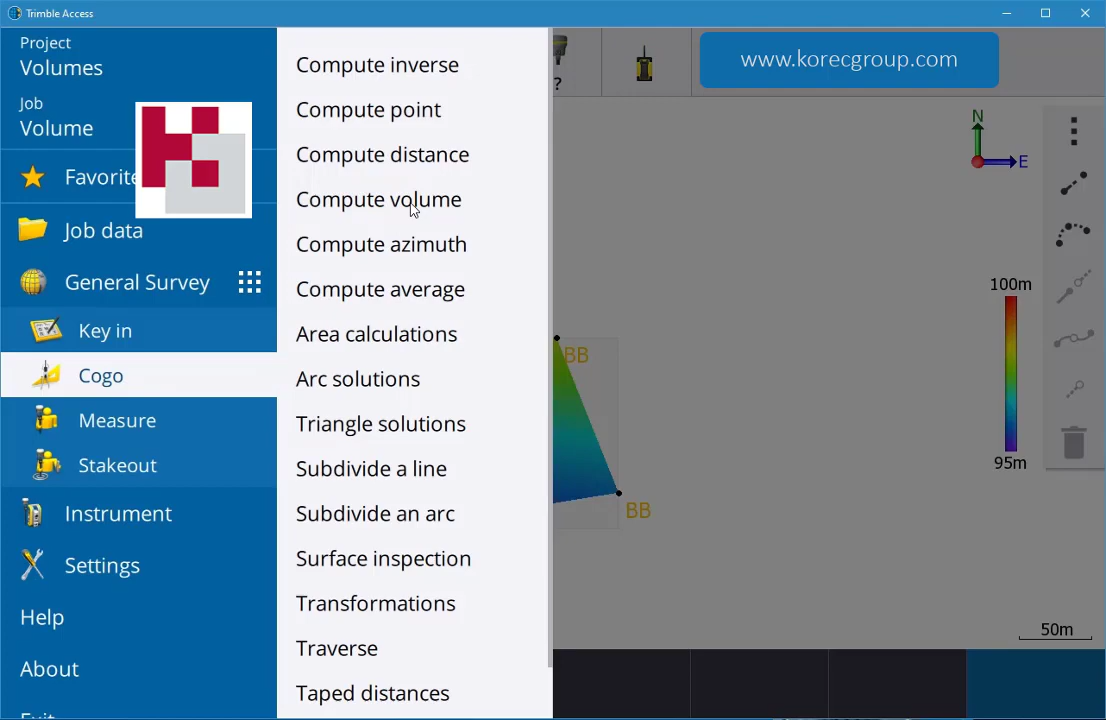 Trimble Access
Project
Volumes
Job
Volume
Favorite
Job data
General Survey
Key in
Cogo
Measure
Stakeout
Instrument
Settings
Help
About
Exit
Compute inverse
Compute point
Compute distance
Compute volume
Compute azimuth
Compute average
Area calculations
Arc solutions
Triangle solutions
Subdivide a line
Subdivide an arc
Surface inspection
Transformations
Traverse
Taped distances
?
www.korecgroup.com
N
E
100m
95m
BB
BB
50m